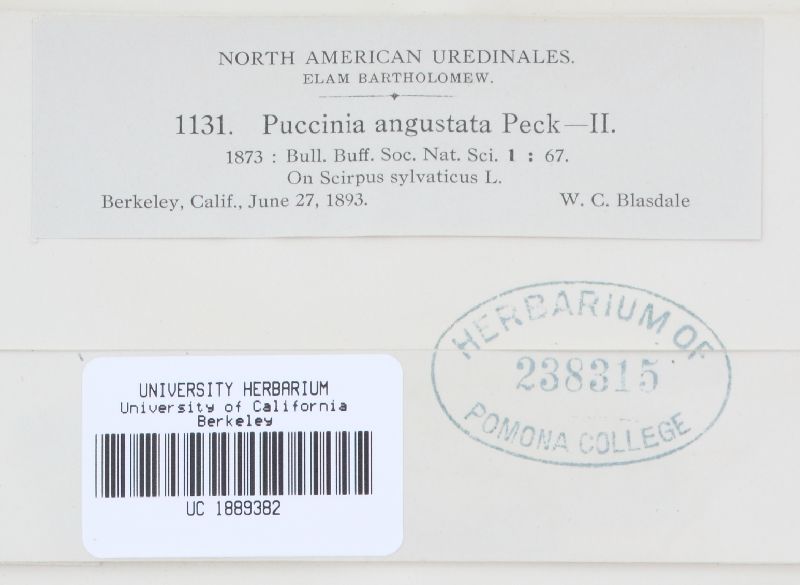 NORTH AMERICAN UREDINALES.
ELAM BARTHOLOMEW.
1131. Puccinia angustata Peck—II.
1873 : Bull. Buff. Soc. Nat. Sci. 1 : 67.
On Scirpus sylvaticus L.
Berkeley, Calif., June 27, 1893. W. C. Blasdale
HERBARIUM OF
238315
POMONA COLLEGE
UNIVERSITY HERBARIUM
University of California
Berkeley
UC 1889382